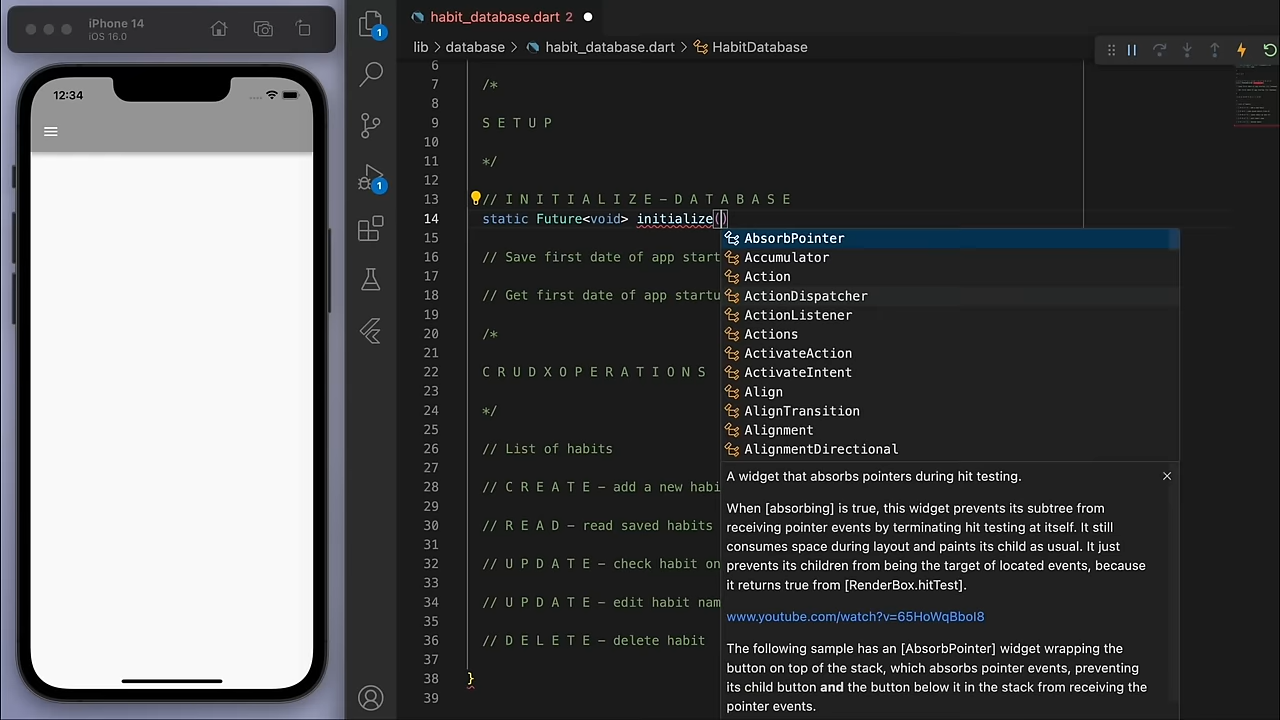 iPhone 14
iOS 16.0
12:34
1
1
habit_database.dart 2
lib > database > habit_database.dart > HabitDatabase
6
7 /*
8
9 S E T U P
10
11 */
12
13 // I N I T I A L I Z E – D A T A B A S E
14 static Future<void> initialize()
15
16 // Save first date of app start
17
18 // Get first date of app startu
19
20 /*
21
22 C R U D X O P E R A T I O N S
23
24 */
25
26 // List of habits
27
28 // C R E A T E – add a new habi
29
30 // R E A D – read saved habits
31
32 // U P D A T E – check habit on
33
34 // U P D A T E – edit habit nam
35
36 // D E L E T E – delete habit
37
38 }
39
AbsorbPointer
Accumulator
Action
ActionDispatcher
ActionListener
Actions
ActivateAction
ActivateIntent
Align
AlignTransition
Alignment
AlignmentDirectional
A widget that absorbs pointers during hit testing.
When [absorbing] is true, this widget prevents its subtree from
receiving pointer events by terminating hit testing at itself. It still
consumes space during layout and paints its child as usual. It just
prevents its children from being the target of located events, because
it returns true from [RenderBox.hitTest].
www.youtube.com/watch?v=65HoWqBboI8
The following sample has an [AbsorbPointer] widget wrapping the
button on top of the stack, which absorbs pointer events, preventing
its child button and the button below it in the stack from receiving the
pointer events.